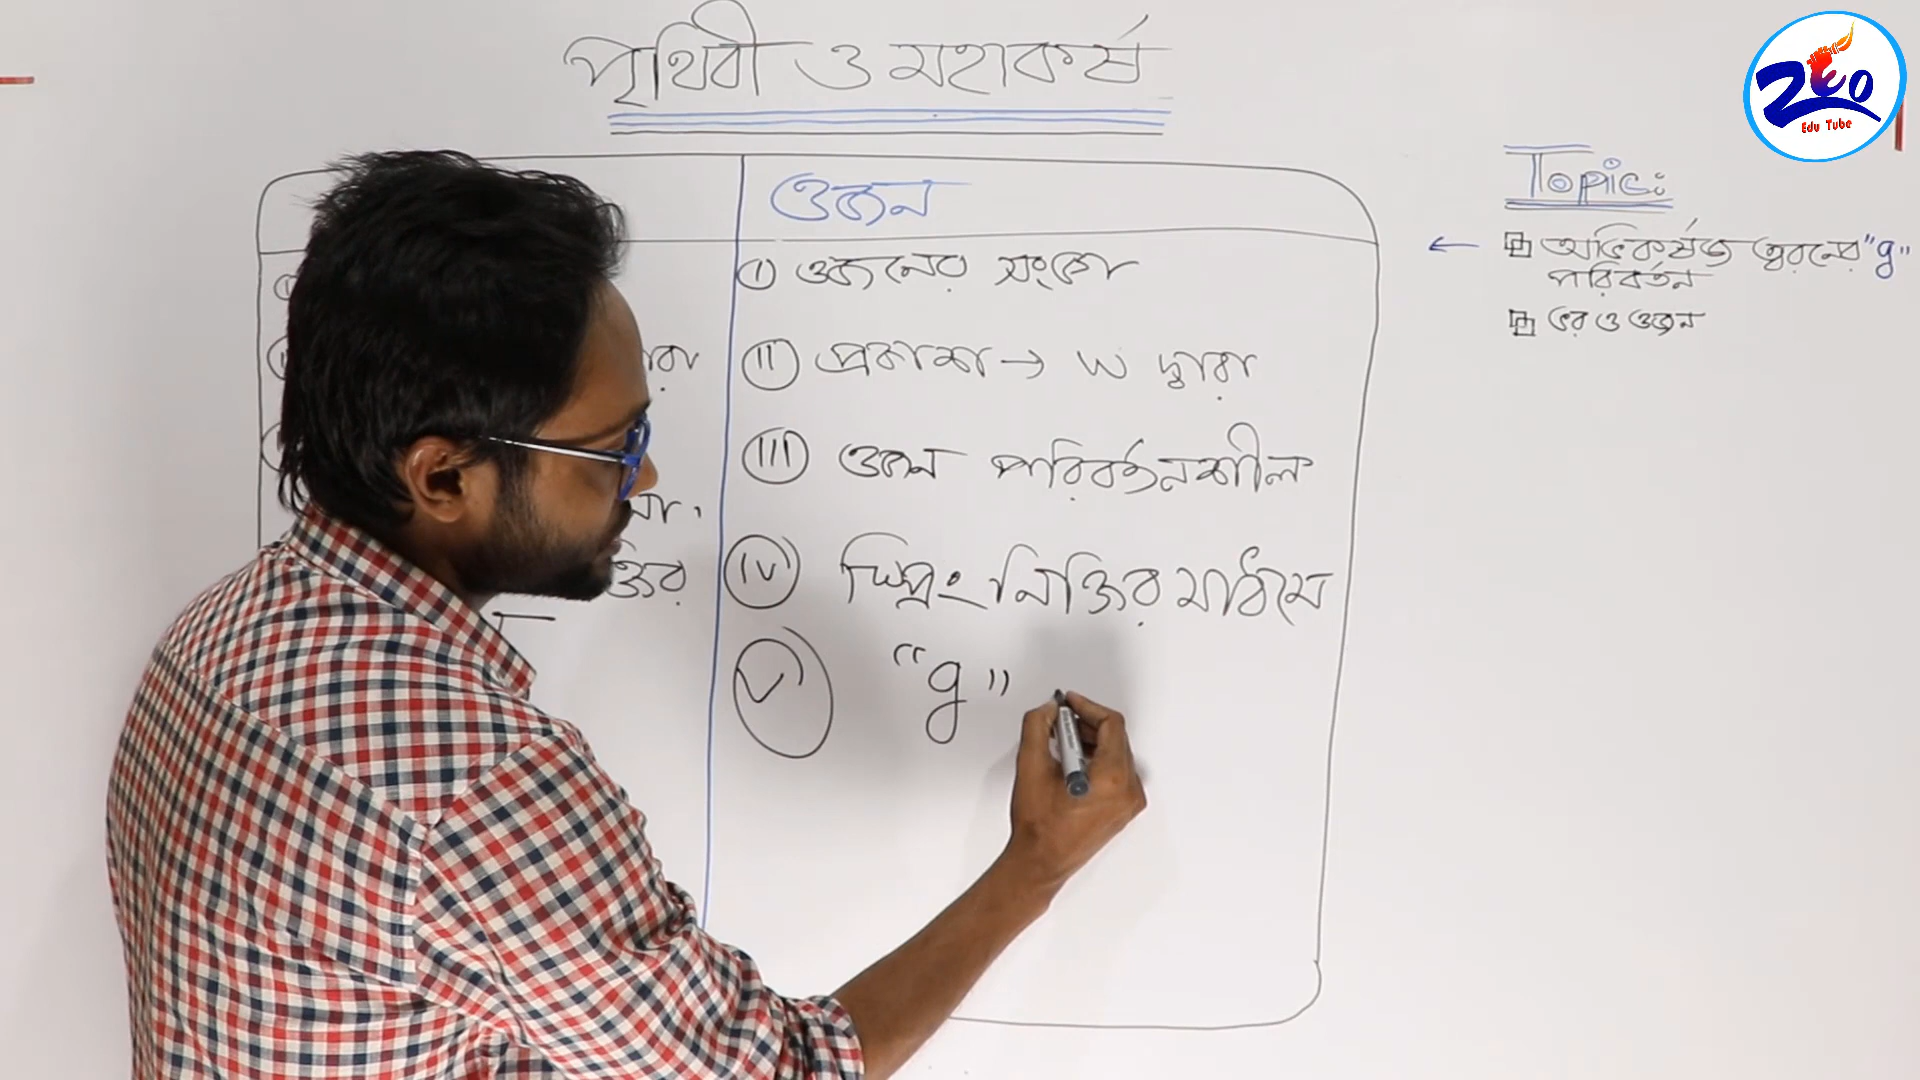 পৃথিবী ও মহাকর্ষ
ZEO
Edu Tube
Topic:
অভিকর্ষজ ত্বরনের "g"
পরিবর্তন
ভর ও ওজন
ওজন
(i) ওজনের সংজ্ঞা
(ii) প্রকাশ → W দ্বারা
(iii) ওজন পরিবর্তনশীল
(iv) স্প্রিং নিক্তির মাধ্যমে
(v) "g"